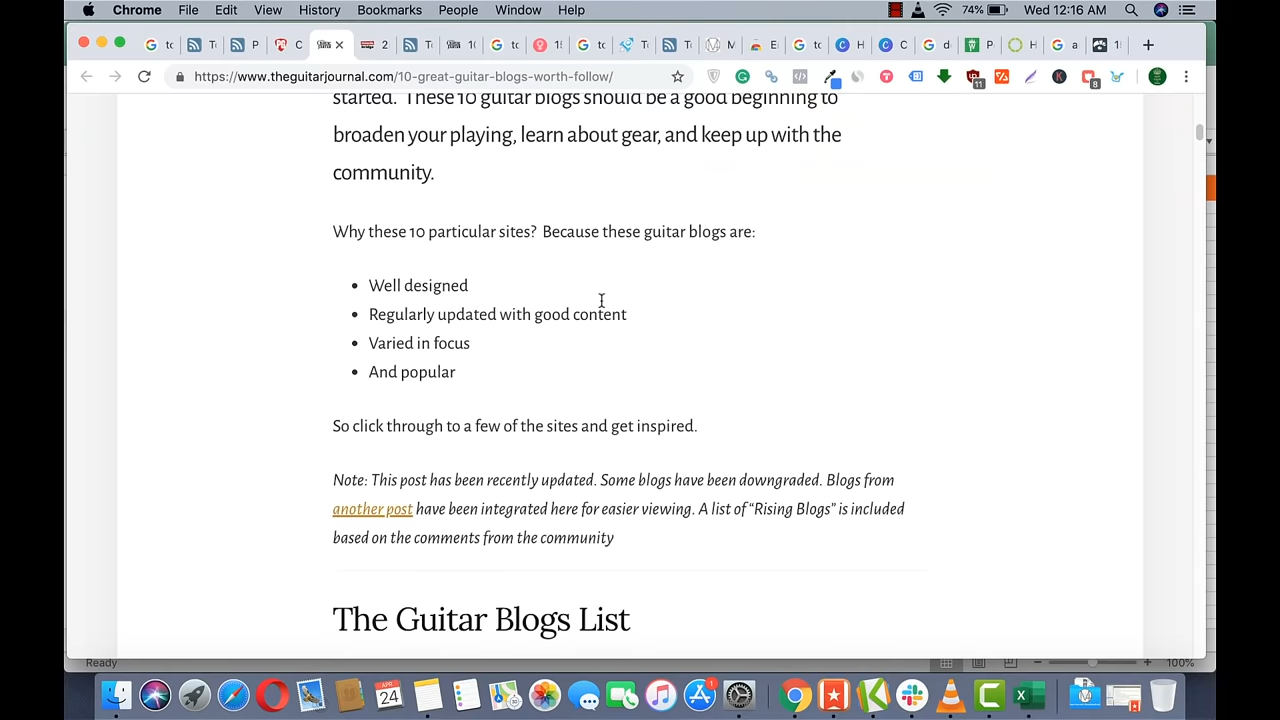 Chrome File Edit View History Bookmarks People Window Help 74% Wed 12:16 AM
https://www.theguitarjournal.com/10-great-guitar-blogs-worth-follow/
11
8
started. These 10 guitar blogs should be a good beginning to
broaden your playing, learn about gear, and keep up with the
community.
Why these 10 particular sites? Because these guitar blogs are:
• Well designed
• Regularly updated with good content
• Varied in focus
• And popular
So click through to a few of the sites and get inspired.
Note: This post has been recently updated. Some blogs have been downgraded. Blogs from
another post have been integrated here for easier viewing. A list of “Rising Blogs” is included
based on the comments from the community
The Guitar Blogs List
Ready 100%
APR
24
1